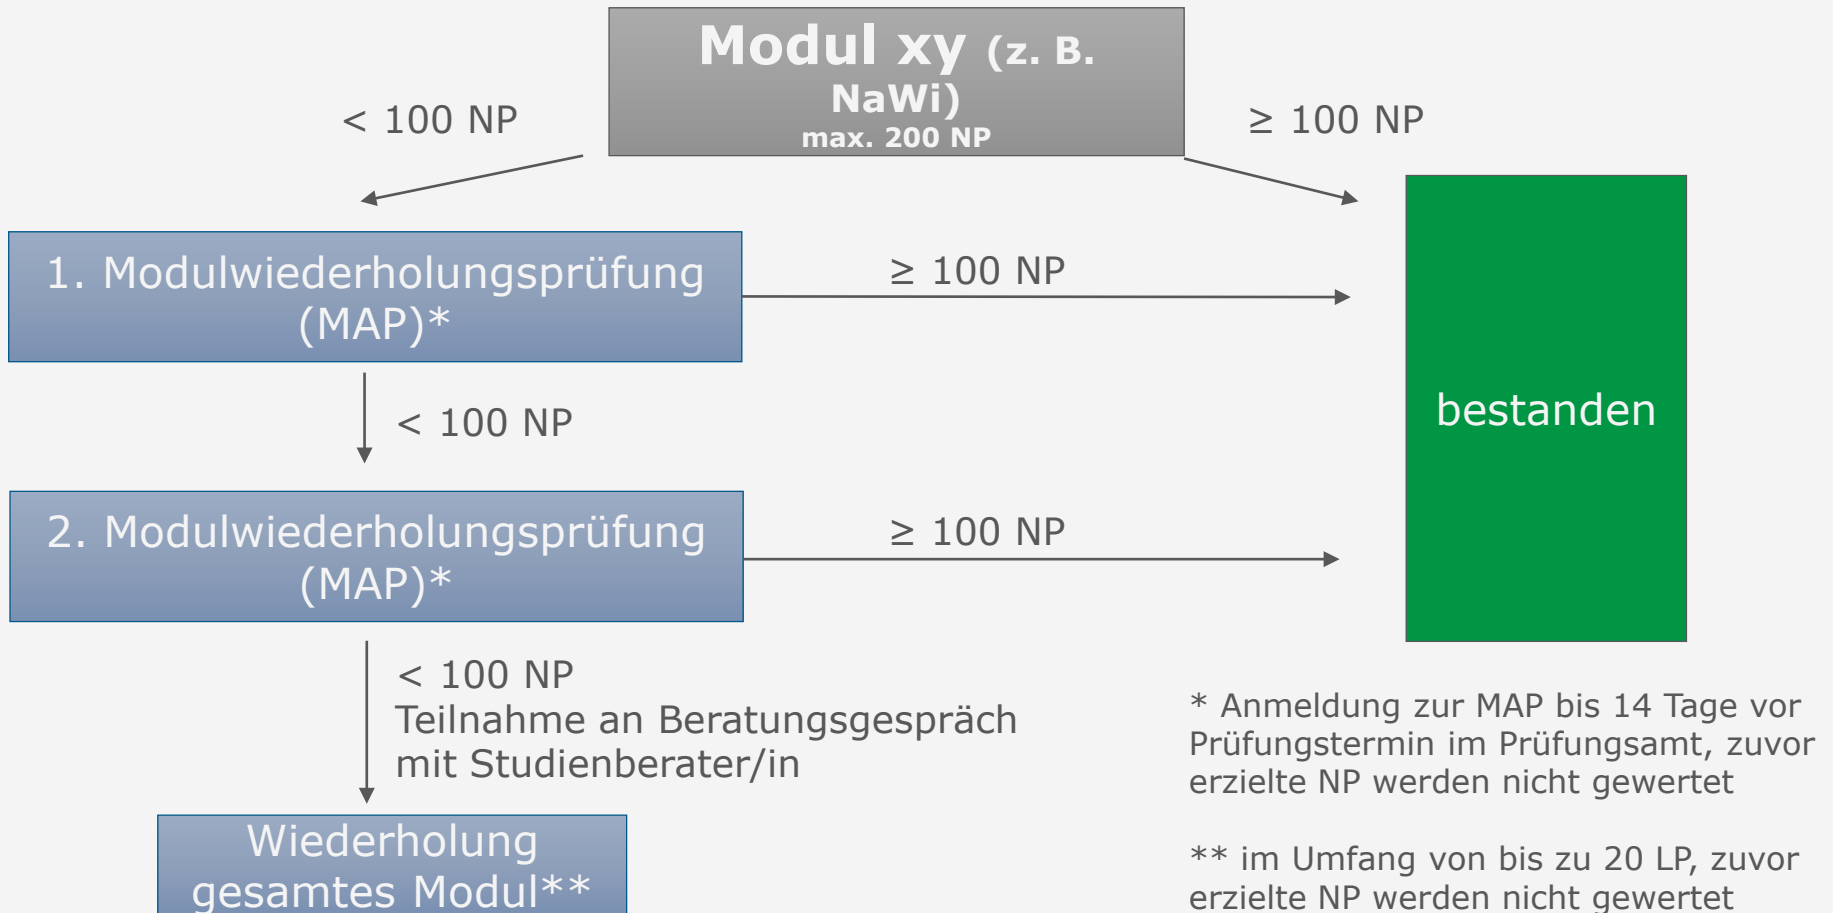 Modul xy (z. B.
NaWi)
max. 200 NP
< 100 NP
≥ 100 NP
1. Modulwiederholungsprüfung
(MAP)*
≥ 100 NP
< 100 NP
bestanden
2. Modulwiederholungsprüfung
(MAP)*
≥ 100 NP
< 100 NP
Teilnahme an Beratungsgespräch
mit Studienberater/in
Wiederholung
gesamtes Modul**
* Anmeldung zur MAP bis 14 Tage vor
Prüfungstermin im Prüfungsamt, zuvor
erzielte NP werden nicht gewertet
** im Umfang von bis zu 20 LP, zuvor
erzielte NP werden nicht gewertet